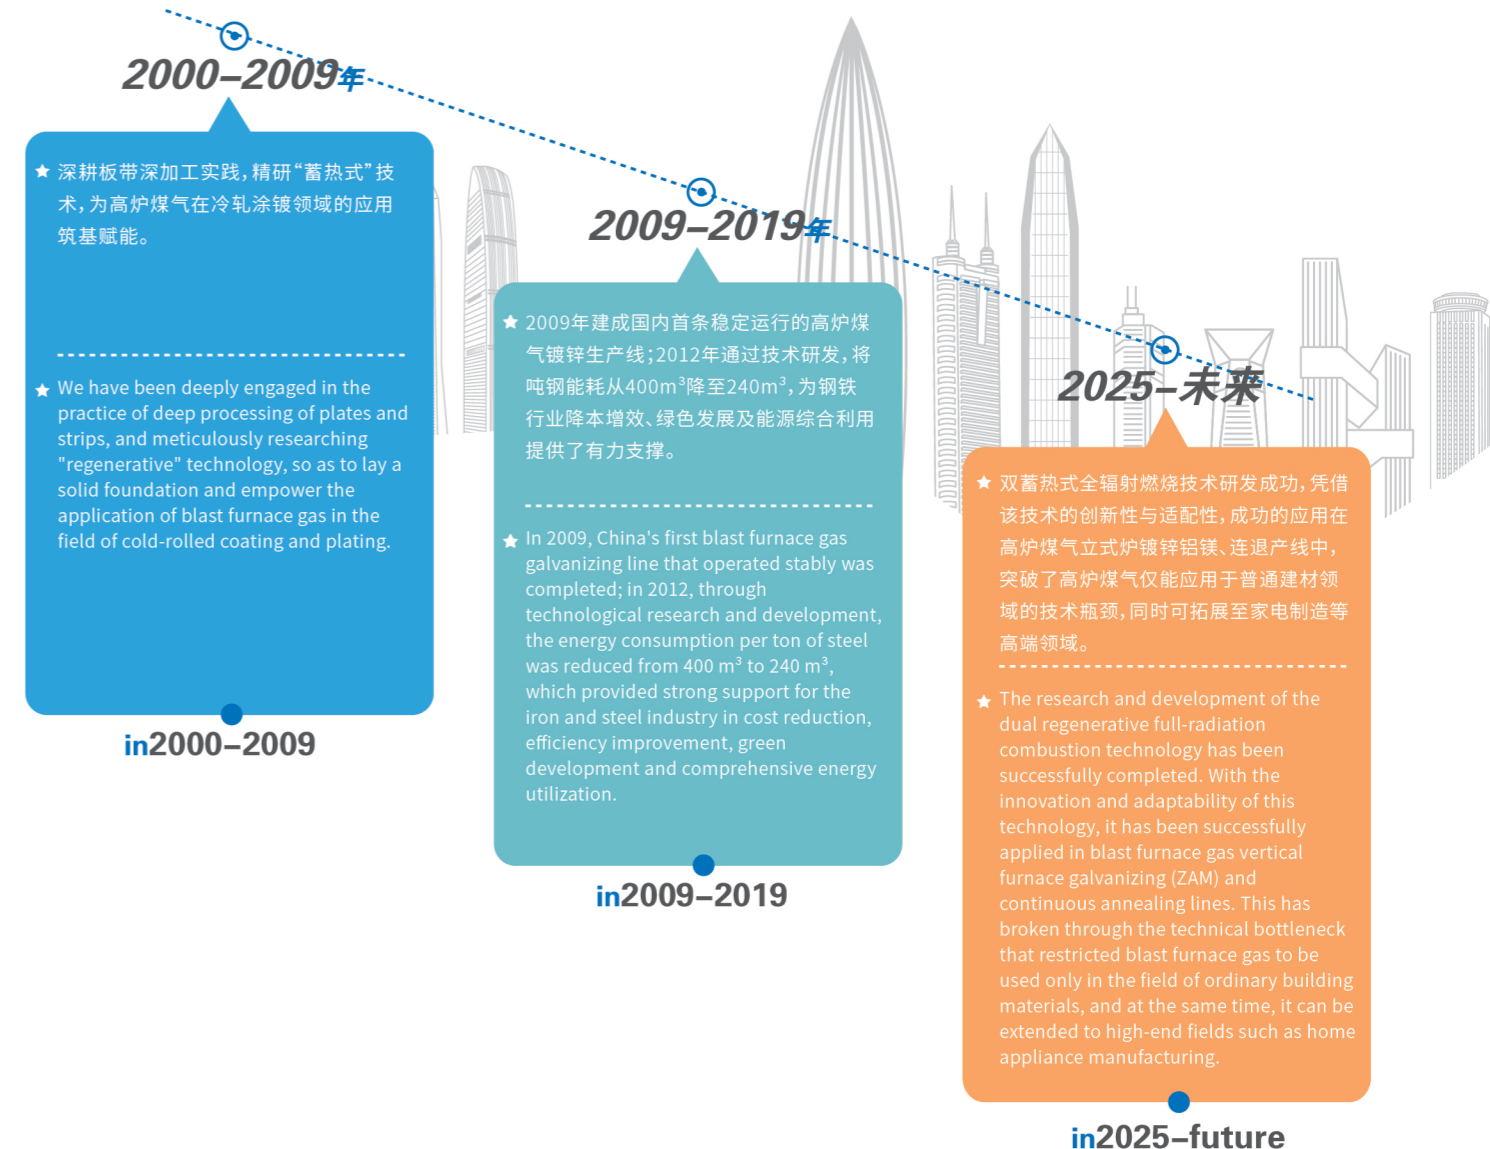 2000–2009年
深耕板带深加工实践,精研“蓄热式”技
术,为高炉煤气在冷轧涂镀领域的应用
筑基赋能。
We have been deeply engaged in the
practice of deep processing of plates and
strips, and meticulously researching
"regenerative" technology, so as to lay a
solid foundation and empower the
application of blast furnace gas in the
field of cold-rolled coating and plating.
in2000–2009
2009–2019年
2009年建成国内首条稳定运行的高炉煤
气镀锌生产线;2012年通过技术研发,将
吨钢能耗从400m³降至240m³,为钢铁
行业降本增效、绿色发展及能源综合利用
提供了有力支撑。
In 2009, China's first blast furnace gas
galvanizing line that operated stably was
completed; in 2012, through
technological research and development,
the energy consumption per ton of steel
was reduced from 400 m³ to 240 m³,
which provided strong support for the
iron and steel industry in cost reduction,
efficiency improvement, green
development and comprehensive energy
utilization.
in2009–2019
2025–未来
双蓄热式全辐射燃烧技术研发成功,凭借
该技术的创新性与适配性,成功的应用在
高炉煤气立式炉镀锌铝镁、连退产线中,
突破了高炉煤气仅能应用于普通建材领
域的技术瓶颈,同时可拓展至家电制造等
高端领域。
The research and development of the
dual regenerative full-radiation
combustion technology has been
successfully completed. With the
innovation and adaptability of this
technology, it has been successfully
applied in blast furnace gas vertical
furnace galvanizing (ZAM) and
continuous annealing lines. This has
broken through the technical bottleneck
that restricted blast furnace gas to be
used only in the field of ordinary building
materials, and at the same time, it can be
extended to high-end fields such as home
appliance manufacturing.
in2025–future